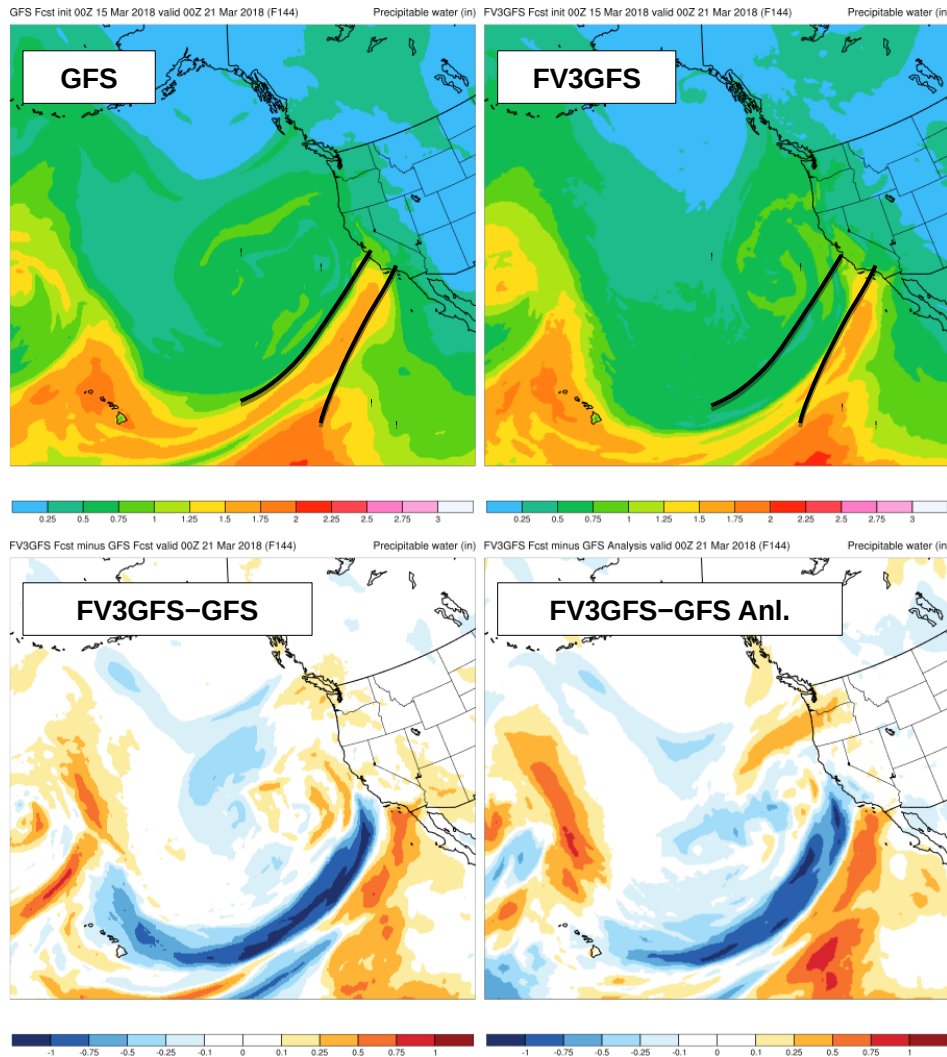 GFS Fcst init 00Z 15 Mar 2018 valid 00Z 21 Mar 2018 (F144) Precipitable water (in)
GFS
0.25 0.5 0.75 1 1.25 1.5 1.75 2 2.25 2.5 2.75 3
FV3GFS Fcst init 00Z 15 Mar 2018 valid 00Z 21 Mar 2018 (F144) Precipitable water (in
FV3GFS
0.25 0.5 0.75 1 1.25 1.5 1.75 2 2.25 2.5 2.75 3
FV3GFS Fcst minus GFS Fcst valid 00Z 21 Mar 2018 (F144) Precipitable water (in)
FV3GFS−GFS
-1 -0.75 -0.5 -0.25 -0.1 0 0.1 0.25 0.5 0.75 1
FV3GFS Fcst minus GFS Analysis valid 00Z 21 Mar 2018 (F144) Precipitable water (in
FV3GFS−GFS Anl.
-1 -0.75 -0.5 -0.25 -0.1 0 0.1 0.25 0.5 0.75 1